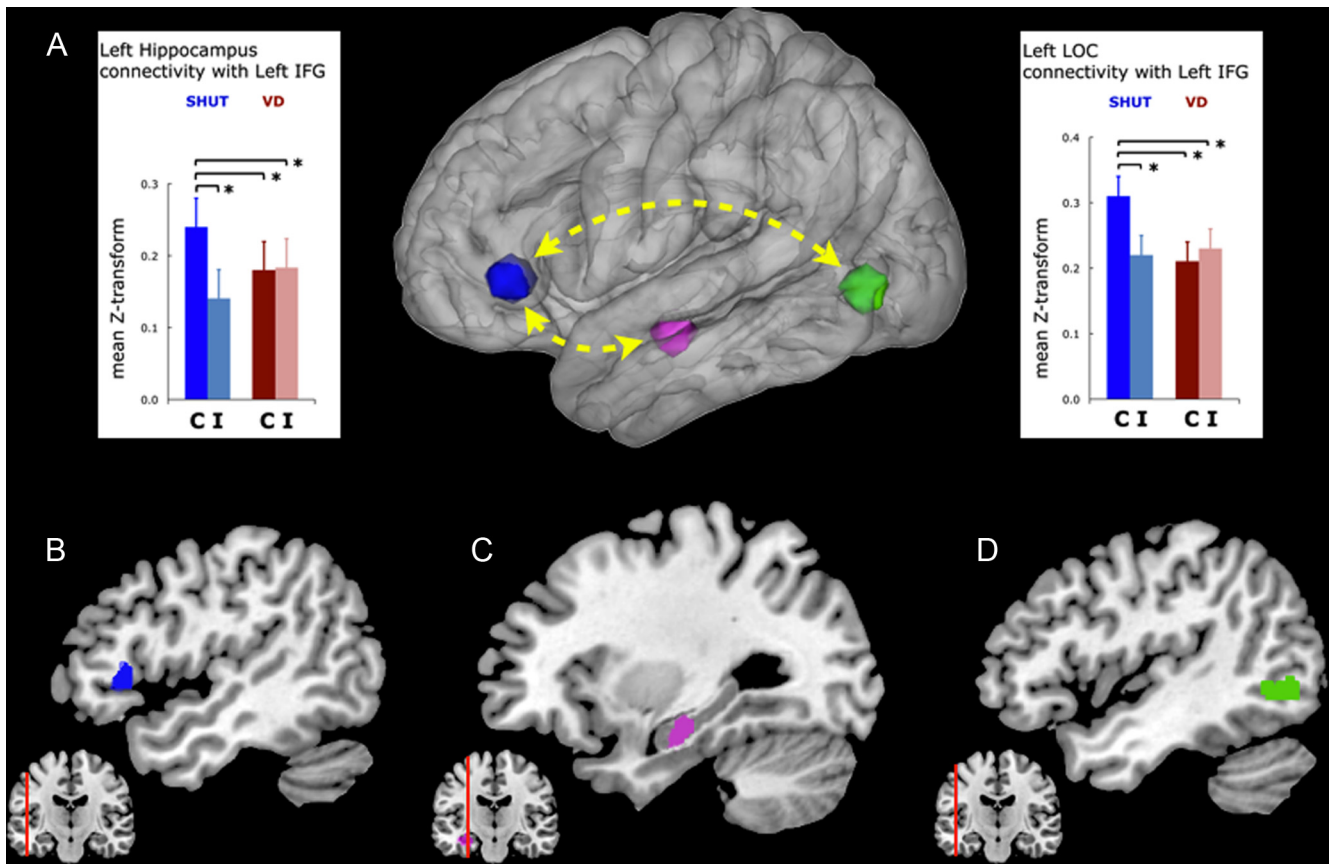 A
Left Hippocampus
connectivity with Left IFG
SHUT VD
* * *
0.3
0.2
0.1
0.0
mean Z-transform
C I C I
Left LOC
connectivity with Left IFG
SHUT VD
* * *
0.4
0.3
0.2
0.1
0.0
mean Z-transform
C I C I
B
C
D